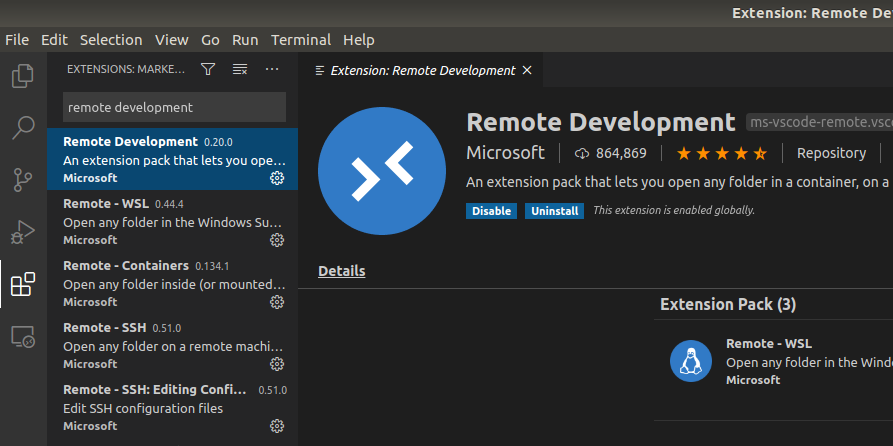 Extension: Remote De
File Edit Selection View Go Run Terminal Help
EXTENSIONS: MARKE...
Extension: Remote Development
remote development
Remote Development 0.20.0
An extension pack that lets you ope...
Microsoft
Remote - WSL 0.44.4
Open any folder in the Windows Su...
Microsoft
Remote - Containers 0.134.1
Open any folder inside (or mounted...
Microsoft
Remote - SSH 0.51.0
Open any folder on a remote machi...
Microsoft
Remote - SSH: Editing Confi... 0.51.0
Edit SSH configuration files
Microsoft
Remote Development ms-vscode-remote.vsc
Microsoft 864,869 Repository
An extension pack that lets you open any folder in a container, on a
Disable Uninstall This extension is enabled globally.
Details
Extension Pack (3)
Remote - WSL
Open any folder in the Windo
Microsoft